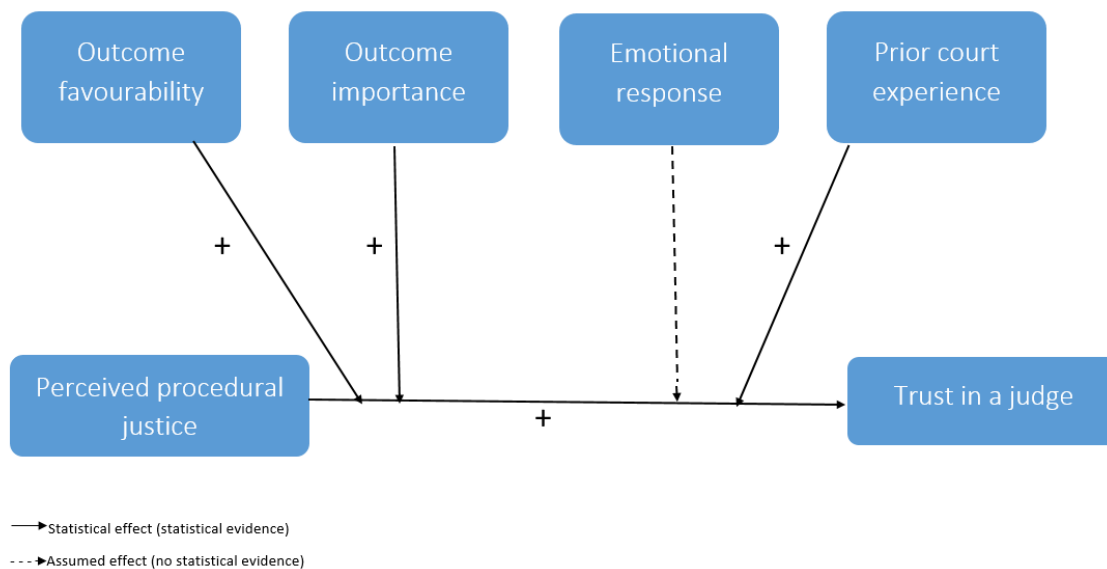 Outcome
favourability
Outcome
importance
Emotional
response
Prior court
experience
+
+
+
Perceived procedural
justice
+
Trust in a judge
Statistical effect (statistical evidence)
Assumed effect (no statistical evidence)